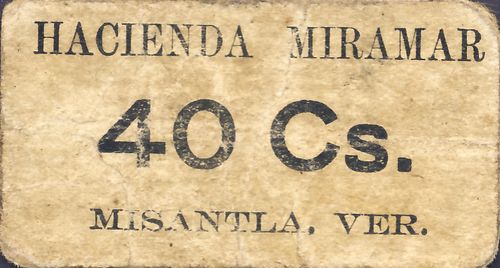 HACIENDA MIRAMAR
40 Cs.
MISANTLA, VER.